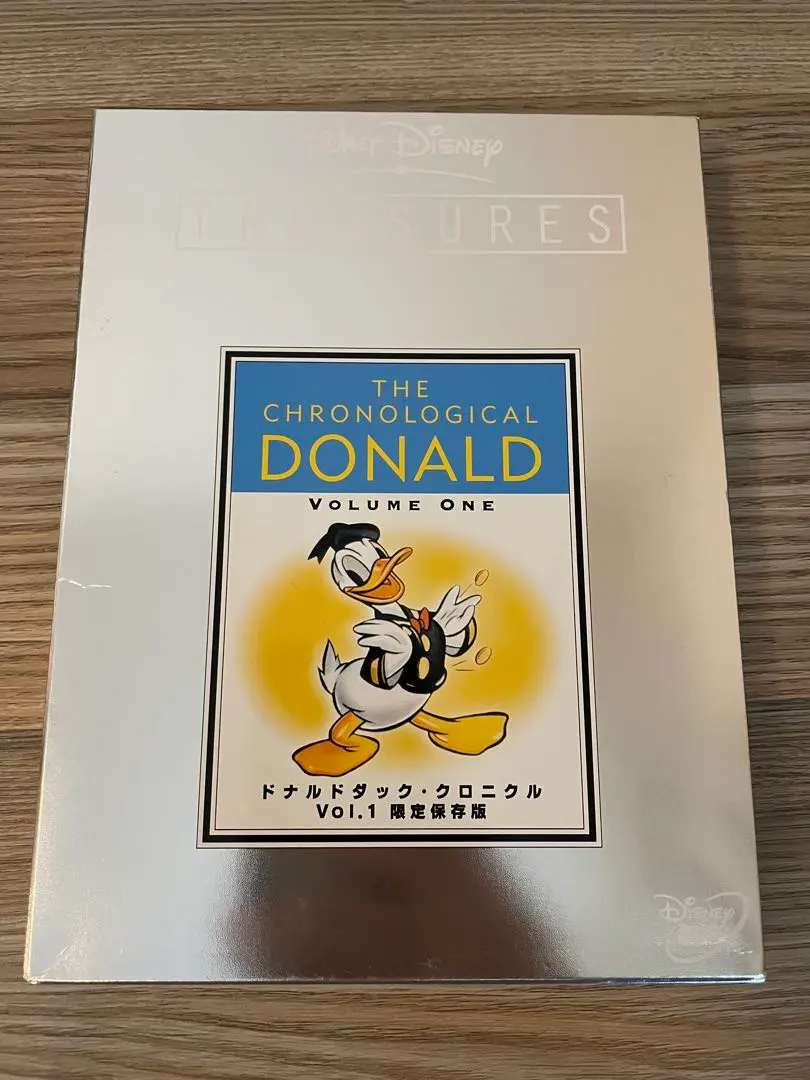 Walt Disney
TREASURES
THE
CHRONOLOGICAL
DONALD
VOLUME ONE
ドナルドダック・クロニクル
Vol.1 限定保存版
Disney